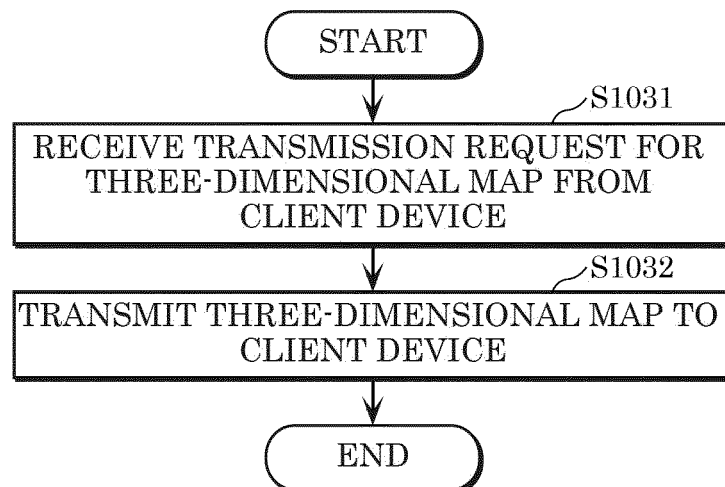 START
S1031
RECEIVE TRANSMISSION REQUEST FOR
THREE-DIMENSIONAL MAP FROM
CLIENT DEVICE
S1032
TRANSMIT THREE-DIMENSIONAL MAP TO
CLIENT DEVICE
END